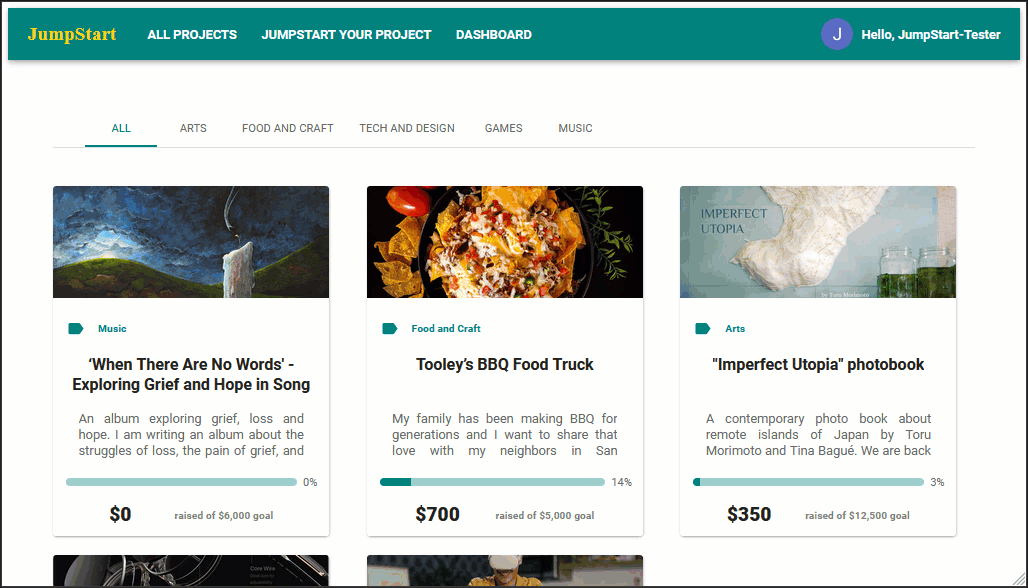 JumpStart
ALL PROJECTS
JUMPSTART YOUR PROJECT
DASHBOARD
J
Hello, JumpStart-Tester
ALL
ARTS
FOOD AND CRAFT
TECH AND DESIGN
GAMES
MUSIC
Music
‘When There Are No Words' -
Exploring Grief and Hope in Song
An album exploring grief, loss and
hope. I am writing an album about the
struggles of loss, the pain of grief, and
0%
$0
raised of $6,000 goal
Food and Craft
Tooley’s BBQ Food Truck
My family has been making BBQ for
generations and I want to share that
love with my neighbors in San
14%
$700
raised of $5,000 goal
IMPERFECT
UTOPIA
by Toru Morimoto
Arts
"Imperfect Utopia" photobook
A contemporary photo book about
remote islands of Japan by Toru
Morimoto and Tina Bagué. We are back
3%
$350
raised of $12,500 goal
Core Wire